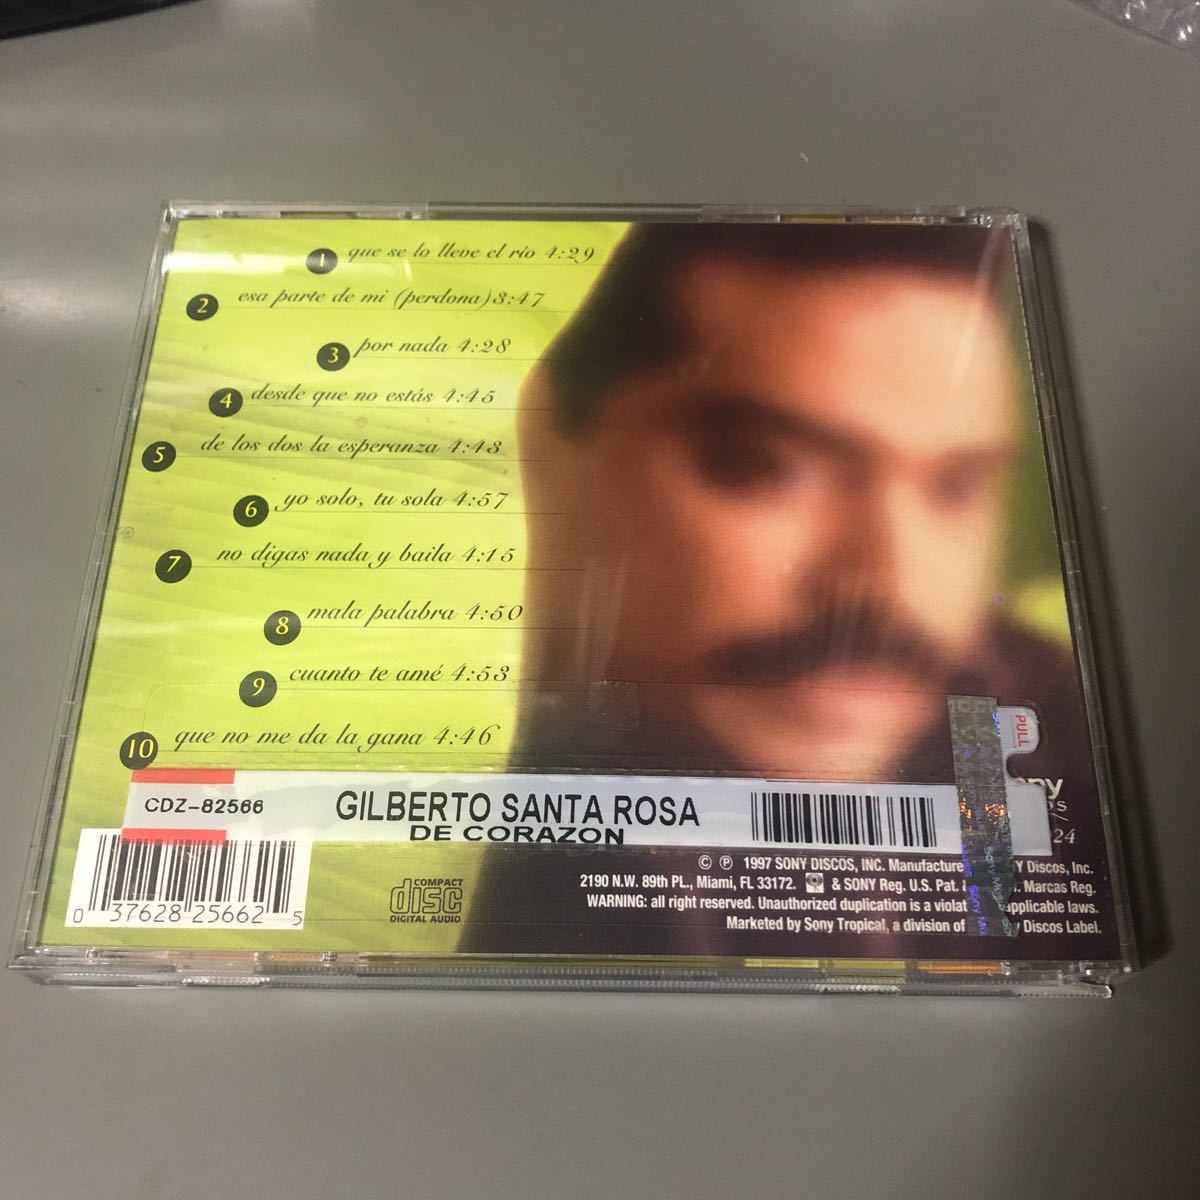 1 que se lo lleve el río 4:29
2 esa parte de mi (perdona) 3:47
3 por nada 4:28
4 desde que no estás 4:45
5 de los dos la esperanza 4:43
6 yo solo, tu sola 4:57
7 no digas nada y baila 4:15
8 mala palabra 4:50
9 cuanto te amé 4:53
10 que no me da la gana 4:46
PULL
CDZ-82566
GILBERTO SANTA ROSA
DE CORAZON
24
0 37628 25662 5
COMPACT
disc
DIGITAL AUDIO
© ℗ 1997 SONY DISCOS, INC. Manufacture Discos, Inc.
2190 N.W. 89th PL., Miami, FL 33172. & SONY Reg. U.S. Pat. Marcas Reg.
WARNING: all right reserved. Unauthorized duplication is a applicable laws.
Marketed by Sony Tropical, a division of Discos Label.